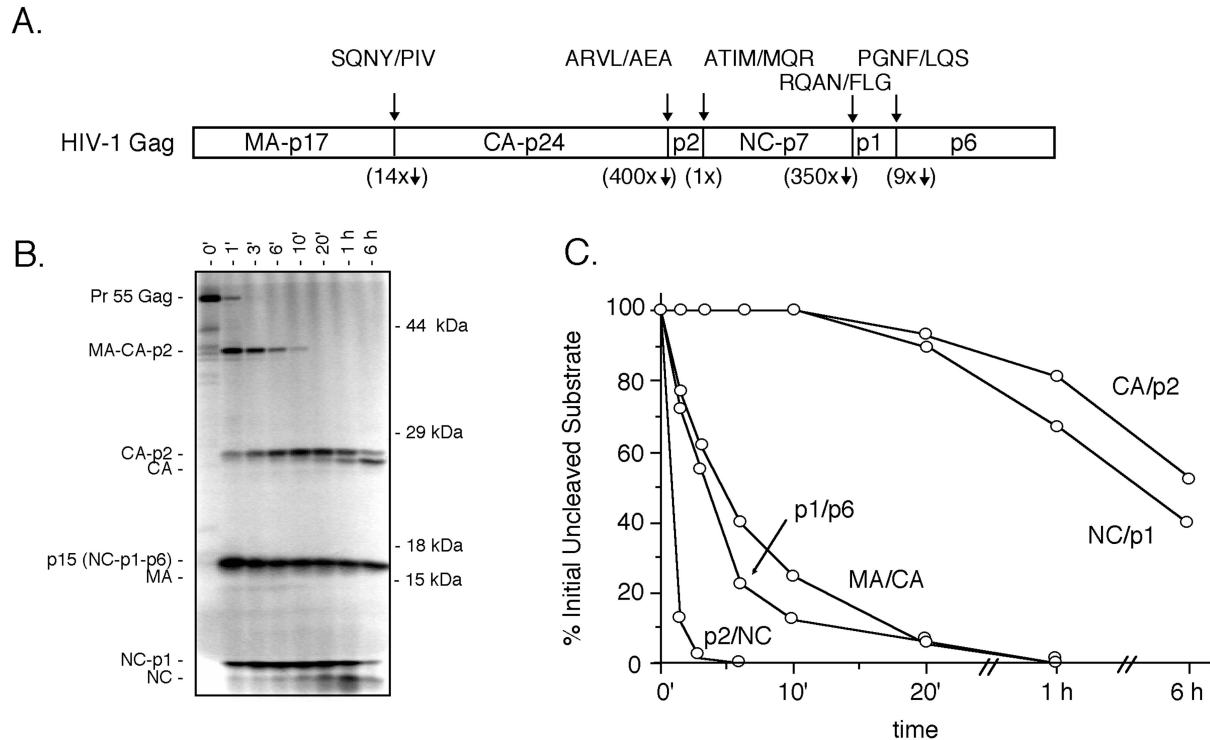 A.
SQNY/PIV ARVL/AEA ATIM/MQR PGNF/LQS
RQAN/FLG
HIV-1 Gag MA-p17 CA-p24 p2 NC-p7 p1 p6
(14x↓) (400x↓) (1x) (350x↓) (9x↓)
B.
0' 1' 3' 6' 10' 20' 1 h 6 h
Pr 55 Gag -
- 44 kDa
MA-CA-p2 -
- 29 kDa
CA-p2 -
CA -
- 18 kDa
p15 (NC-p1-p6) -
MA -
- 15 kDa
NC-p1 -
NC -
C.
% Initial Uncleaved Substrate
100
80
60
40
20
0
CA/p2
NC/p1
p1/p6
MA/CA
p2/NC
0' 10' 20' 1 h 6 h
time